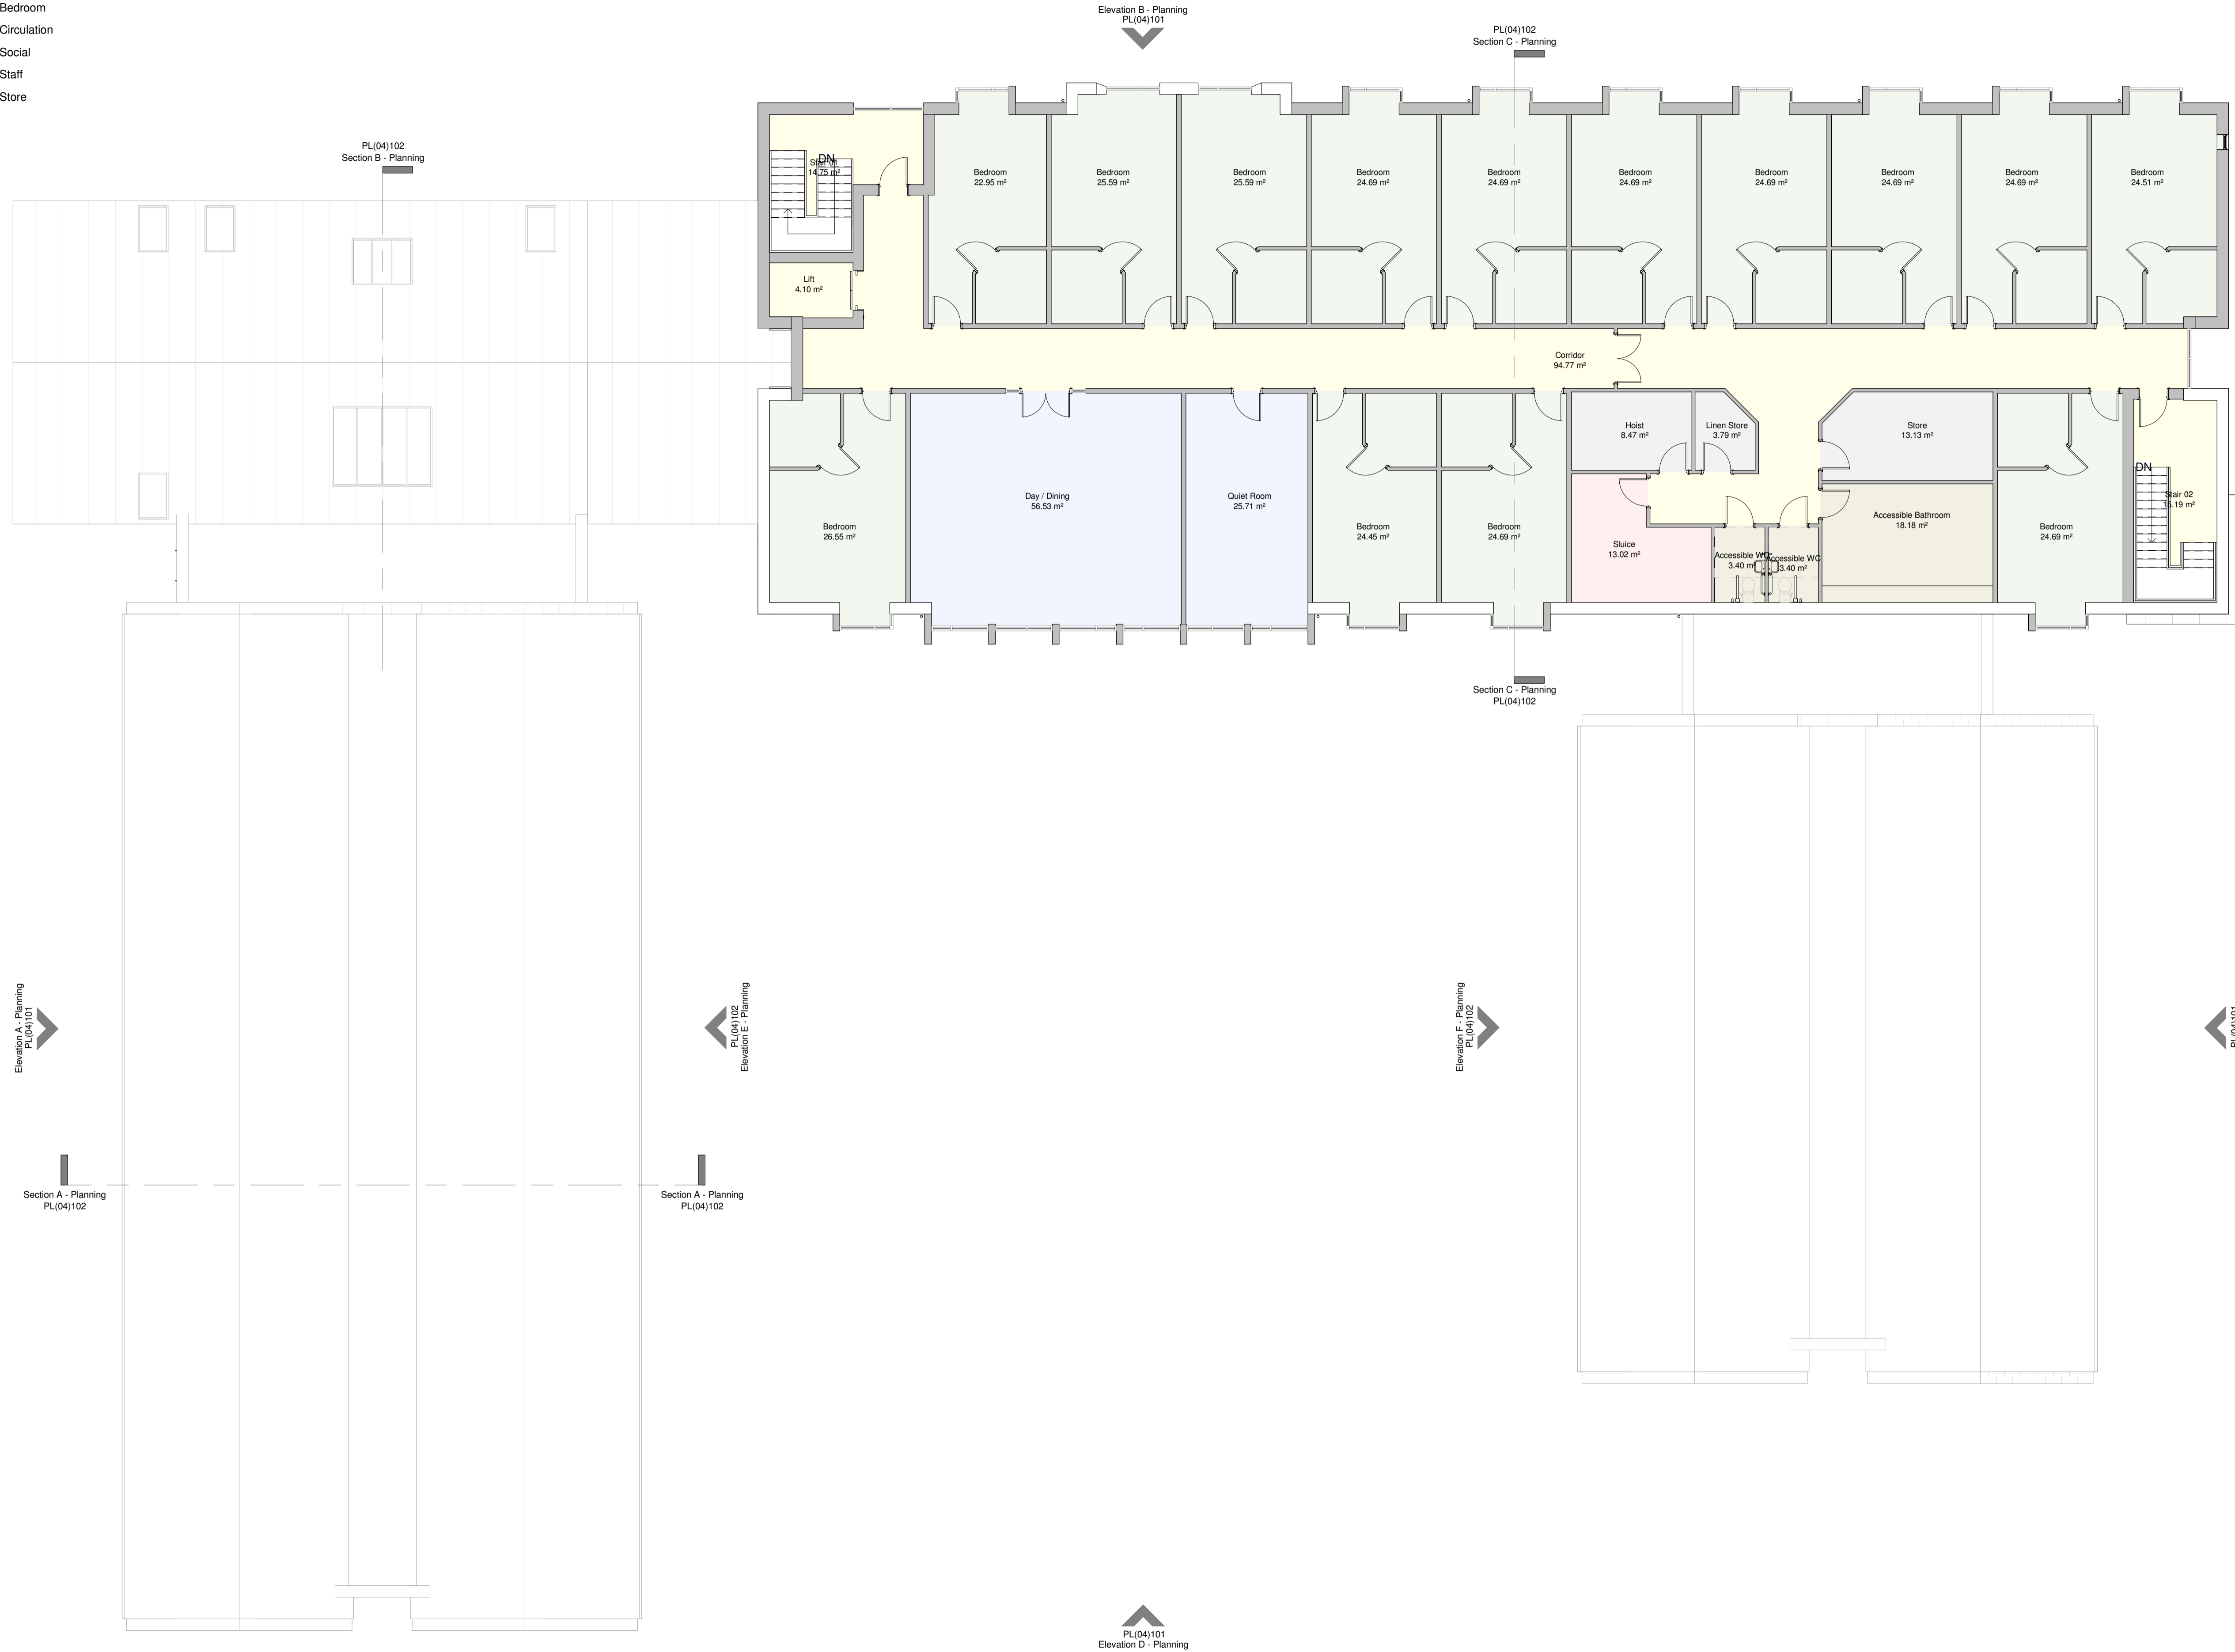 Bedroom
Circulation
Social
Staff
Store
Elevation B - Planning
PL(04)101
PL(04)102
Section C - Planning
PL(04)102
Section B - Planning
DN
Stair 01
14.75 m²
Bedroom
22.95 m²
Bedroom
25.59 m²
Bedroom
25.59 m²
Bedroom
24.69 m²
Bedroom
24.69 m²
Bedroom
24.69 m²
Bedroom
24.69 m²
Bedroom
24.69 m²
Bedroom
24.69 m²
Bedroom
24.51 m²
Lift
4.10 m²
Corridor
94.77 m²
Hoist
8.47 m²
Linen Store
3.79 m²
Store
13.13 m²
Bedroom
26.55 m²
Day / Dining
56.53 m²
Quiet Room
25.71 m²
Bedroom
24.45 m²
Bedroom
24.69 m²
Sluice
13.02 m²
Accessible WC
3.40 m²
Accessible WC
3.40 m²
Accessible Bathroom
18.18 m²
Bedroom
24.69 m²
DN
Stair 02
15.19 m²
Section C - Planning
PL(04)102
Elevation A - Planning
PL(04)101
PL(04)102
Elevation E - Planning
Elevation F - Planning
PL(04)102
PL(04)101
Section A - Planning
PL(04)102
Section A - Planning
PL(04)102
PL(04)101
Elevation D - Planning